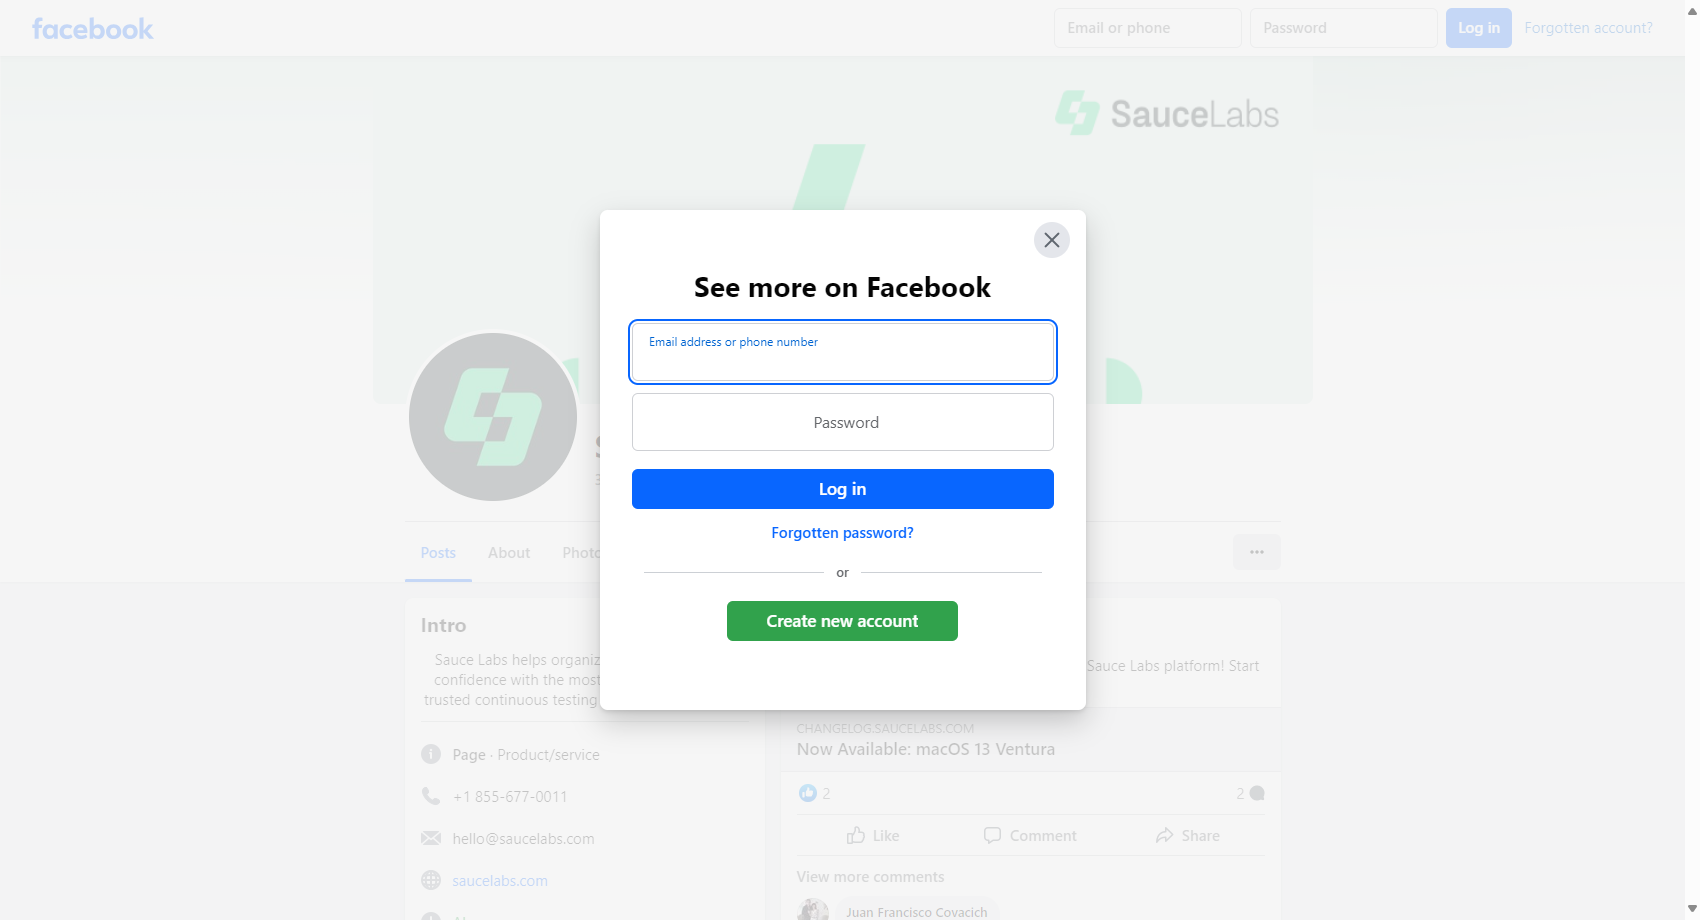 facebook
Email or phone
Password
Log in
Forgotten account?
SauceLabs
See more on Facebook
Email address or phone number
Password
Log in
Forgotten password?
or
Create new account
Posts
About
Intro
Sauce Labs helps
confidence with the most
trusted continuous testing
Page · Product/service
+1 855-677-0011
hello@saucelabs.com
saucelabs.com
Sauce Labs platform! Start
CHANGELOG.SAUCELABS.COM
Now Available: macOS 13 Ventura
2
2
Like
Comment
Share
View more comments
Juan Francisco Covacich